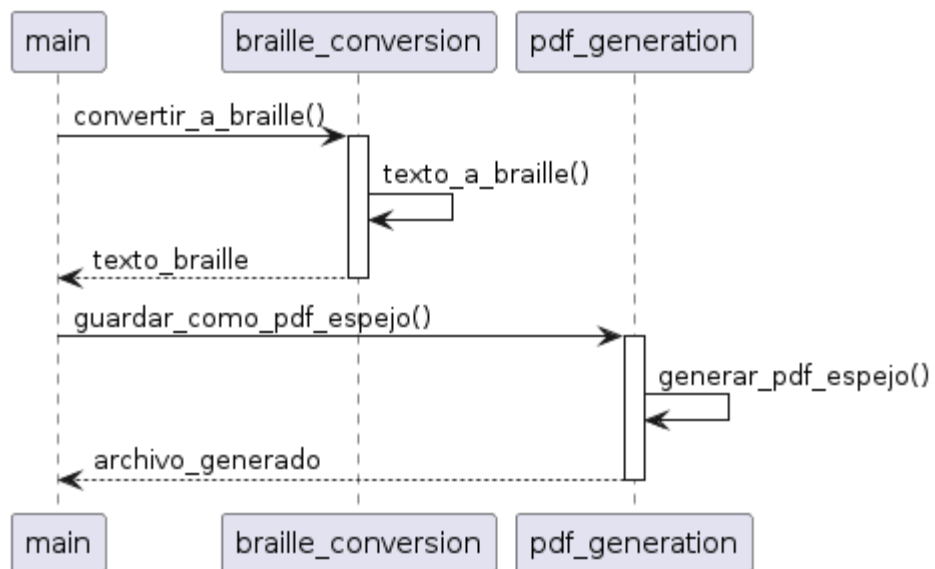 main braille_conversion pdf_generation
convertir_a_braille()
texto_a_braille()
texto_braille
guardar_como_pdf_espejo()
generar_pdf_espejo()
archivo_generado
main braille_conversion pdf_generation